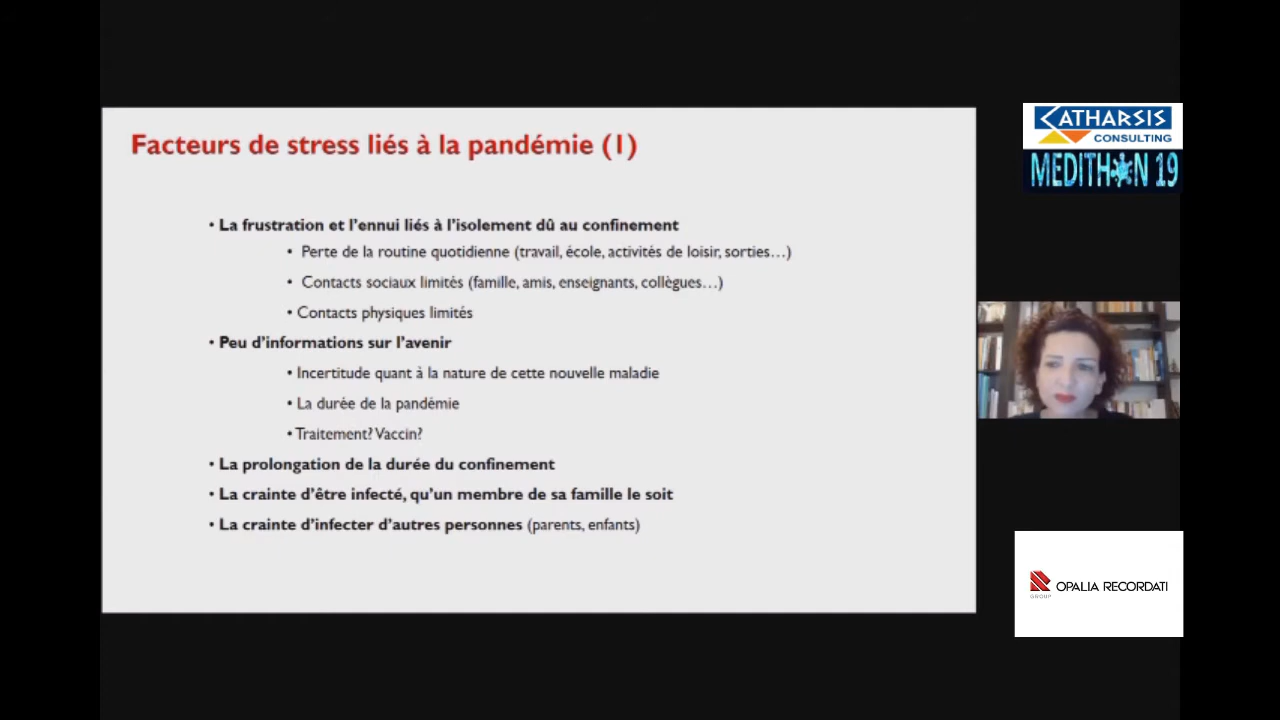 Facteurs de stress liés à la pandémie (1)
• La frustration et l'ennui liés à l'isolement dû au confinement
• Perte de la routine quotidienne (travail, école, activités de loisir, sorties…)
• Contacts sociaux limités (famille, amis, enseignants, collègues…)
• Contacts physiques limités
• Peu d'informations sur l'avenir
• Incertitude quant à la nature de cette nouvelle maladie
• La durée de la pandémie
• Traitement? Vaccin?
• La prolongation de la durée du confinement
• La crainte d'être infecté, qu'un membre de sa famille le soit
• La crainte d'infecter d'autres personnes (parents, enfants)
CATHARSIS
CONSULTING
MEDITHON 19
OPALIA RECORDATI
GROUP